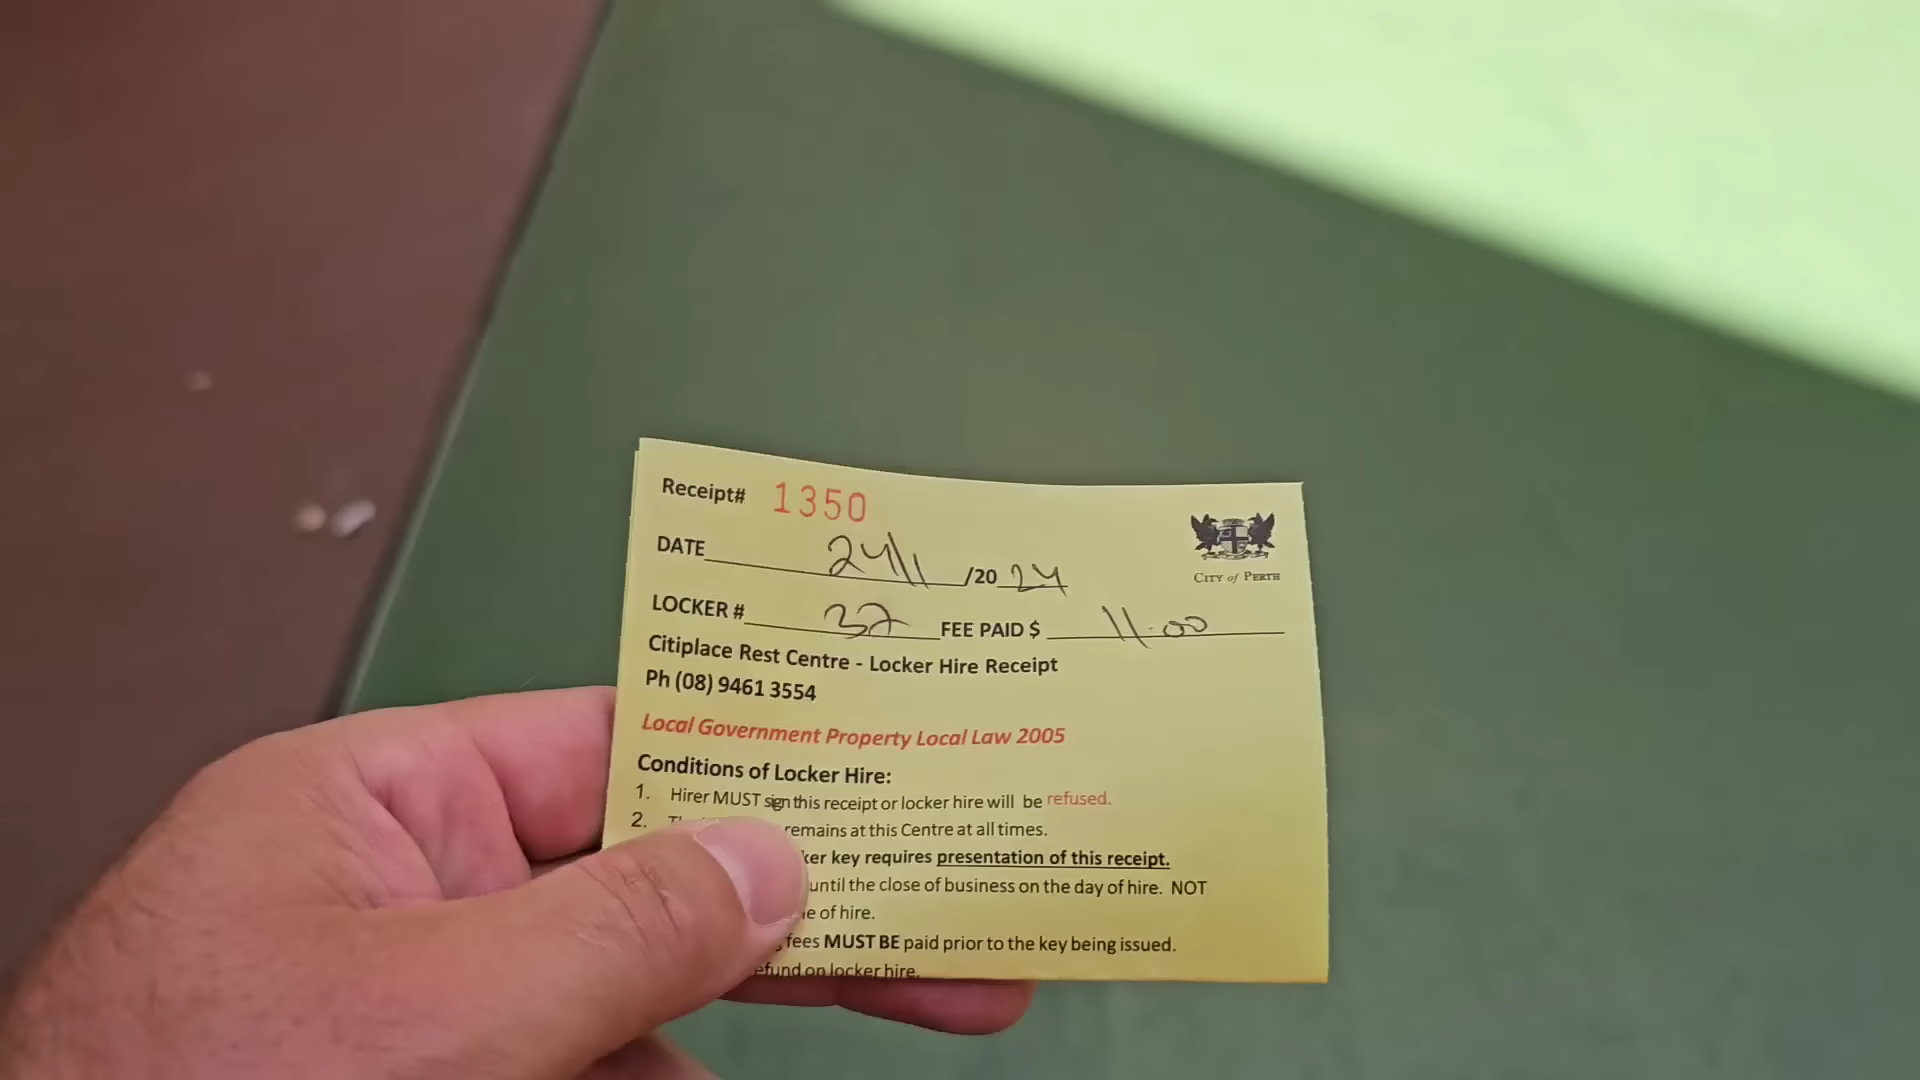 Receipt# 1350
DATE 24/11 /20 24
CITY of PERTH
LOCKER # 37 FEE PAID $ 11.00
Citiplace Rest Centre - Locker Hire Receipt
Ph (08) 9461 3554
Local Government Property Local Law 2005
Conditions of Locker Hire:
1. Hirer MUST sign this receipt or locker hire will be refused.
2. remains at this Centre at all times.
key requires presentation of this receipt.
until the close of business on the day of hire. NOT
of hire.
fees MUST BE paid prior to the key being issued.
on locker hire.